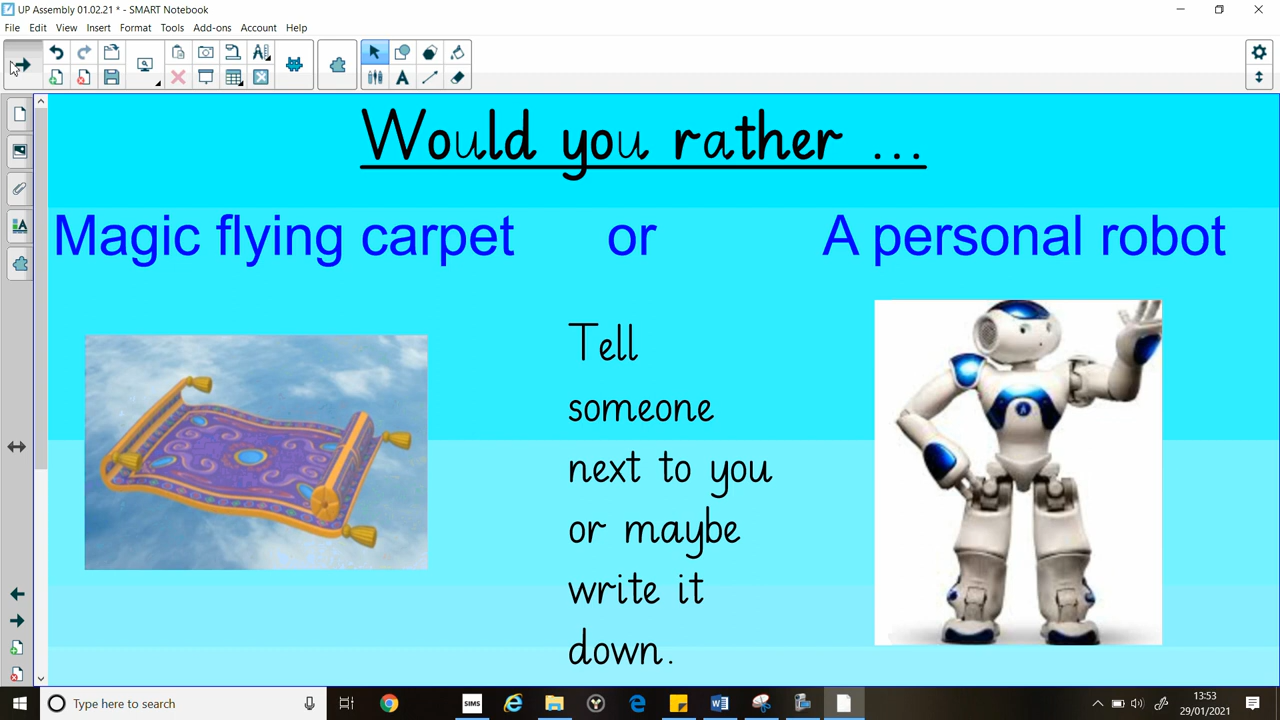 UP Assembly 01.02.21 * - SMART Notebook
File Edit View Insert Format Tools Add-ons Account Help
Would you rather ...
Magic flying carpet or A personal robot
Tell
someone
next to you
or maybe
write it
down.
Type here to search
SIMS
13:53
29/01/2021